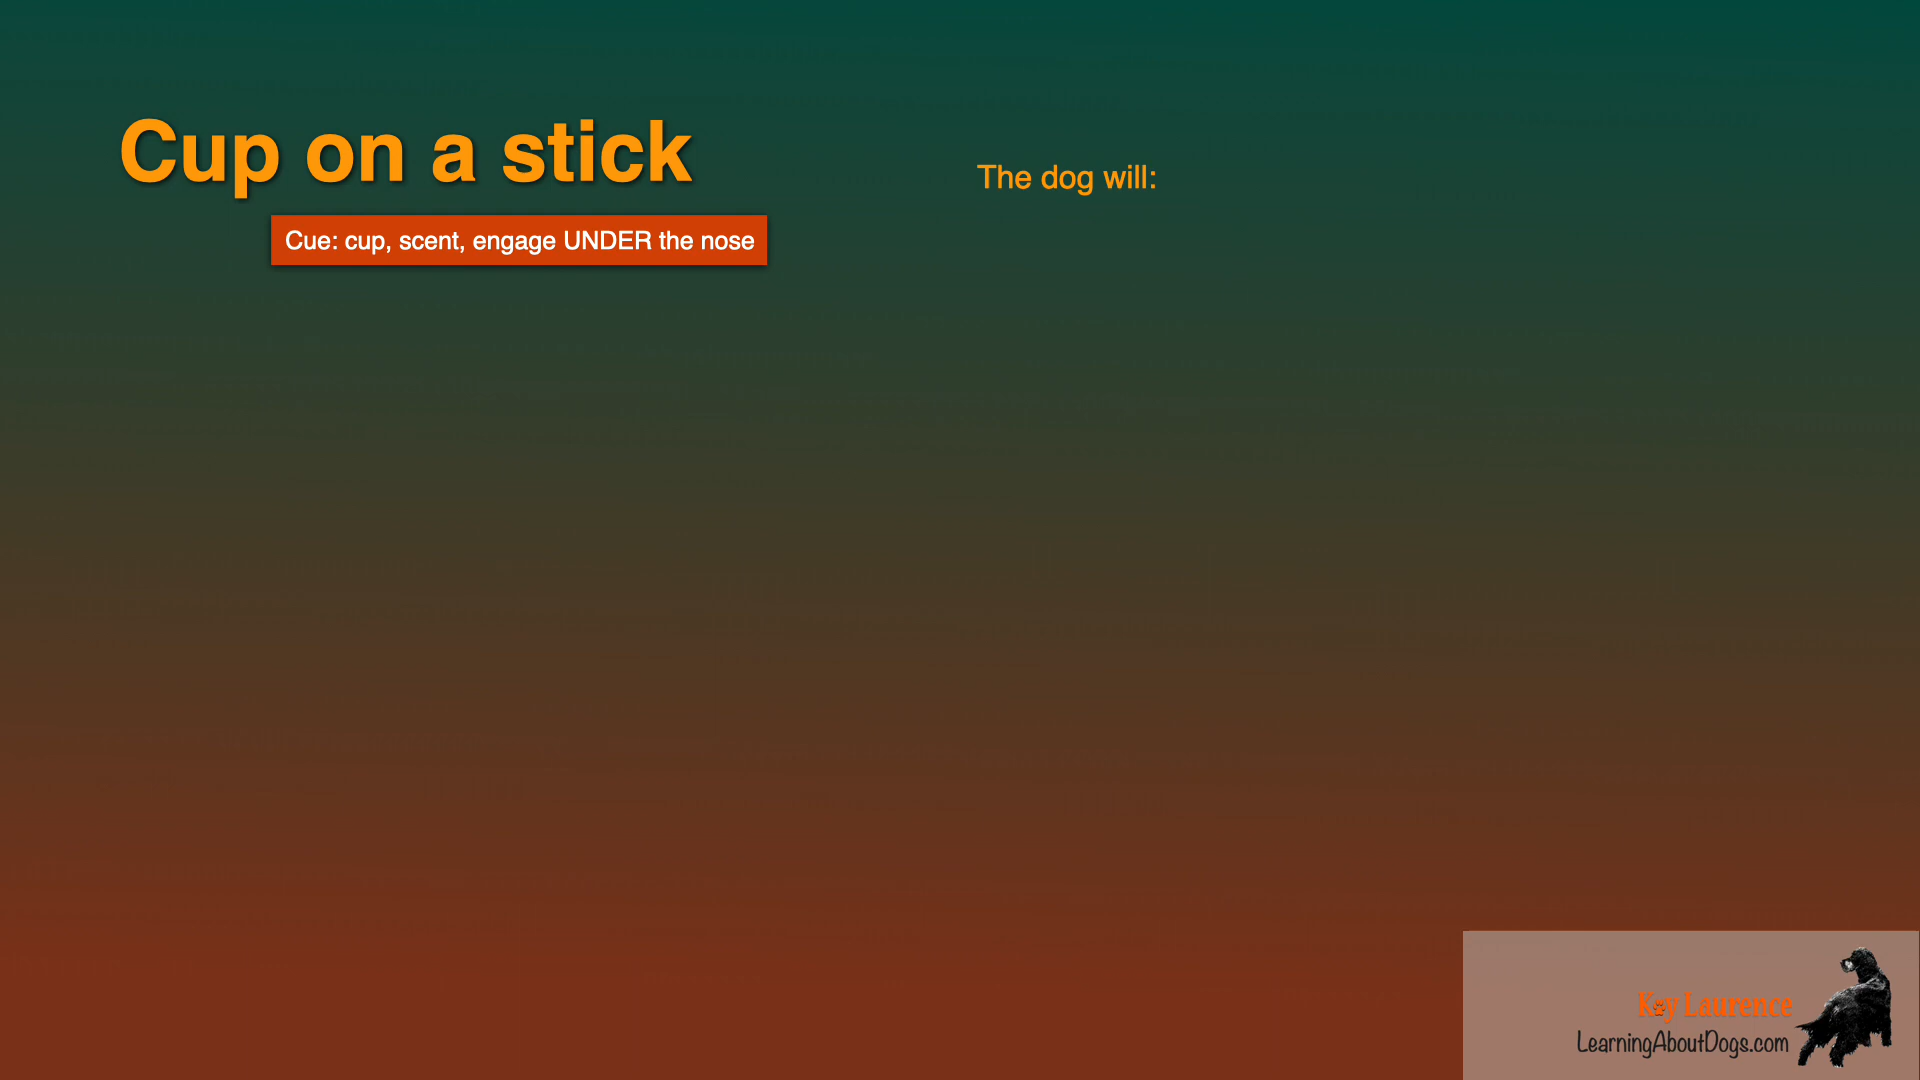 Cup on a stick
Cue: cup, scent, engage UNDER the nose
The dog will:
Kay Laurence
LearningAboutDogs.com